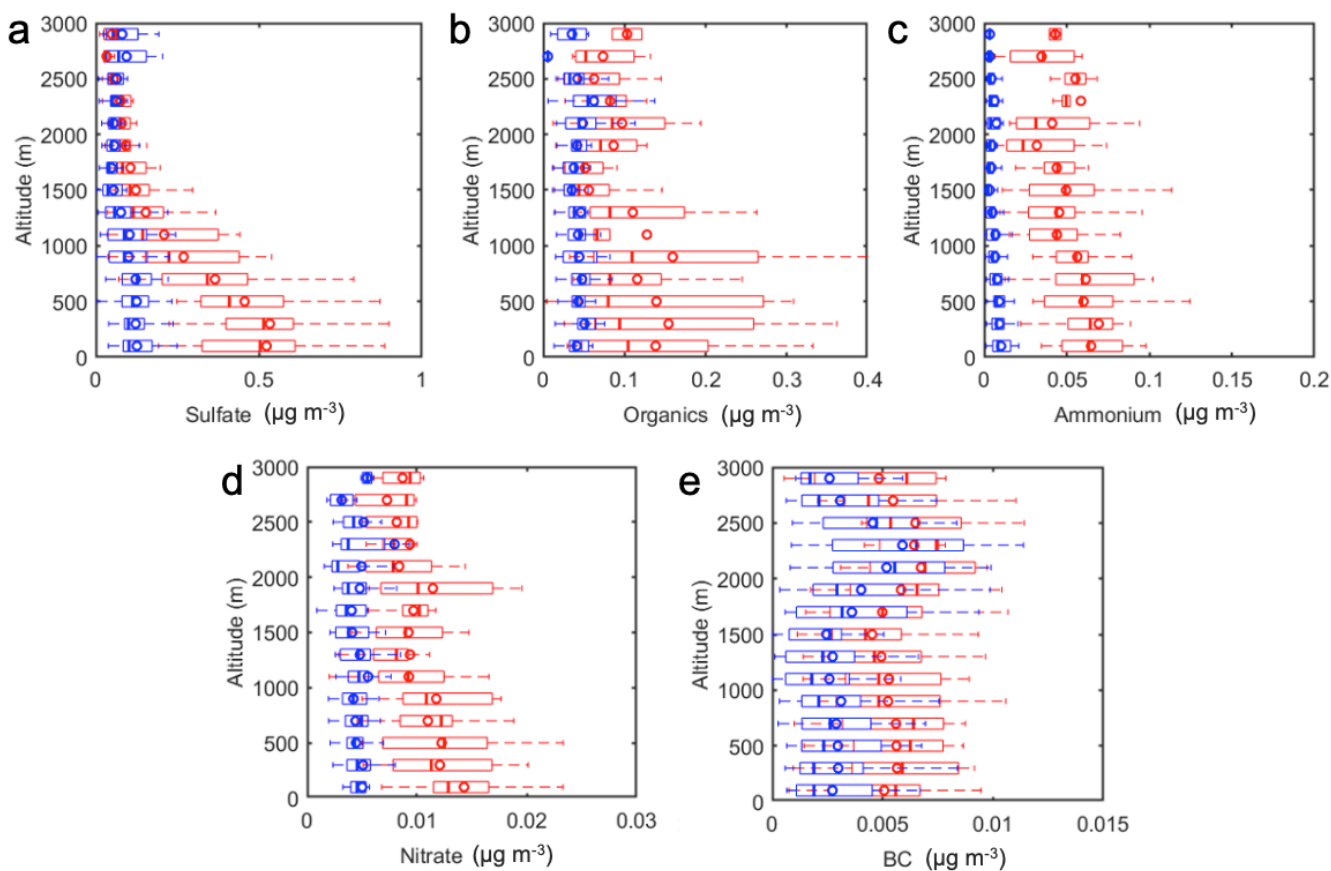 a
3000
2500
2000
1500
1000
500
0
Altitude (m)
0 0.5 1
Sulfate (µg m-3)
b
3000
2500
2000
1500
1000
500
0
Altitude (m)
0 0.1 0.2 0.3 0.4
Organics (µg m-3)
c
3000
2500
2000
1500
1000
500
0
Altitude (m)
0 0.05 0.1 0.15 0.2
Ammonium (µg m-3)
d
3000
2500
2000
1500
1000
500
0
Altitude (m)
0 0.01 0.02 0.03
Nitrate (µg m-3)
e
3000
2500
2000
1500
1000
500
0
Altitude (m)
0 0.005 0.01 0.015
BC (µg m-3)